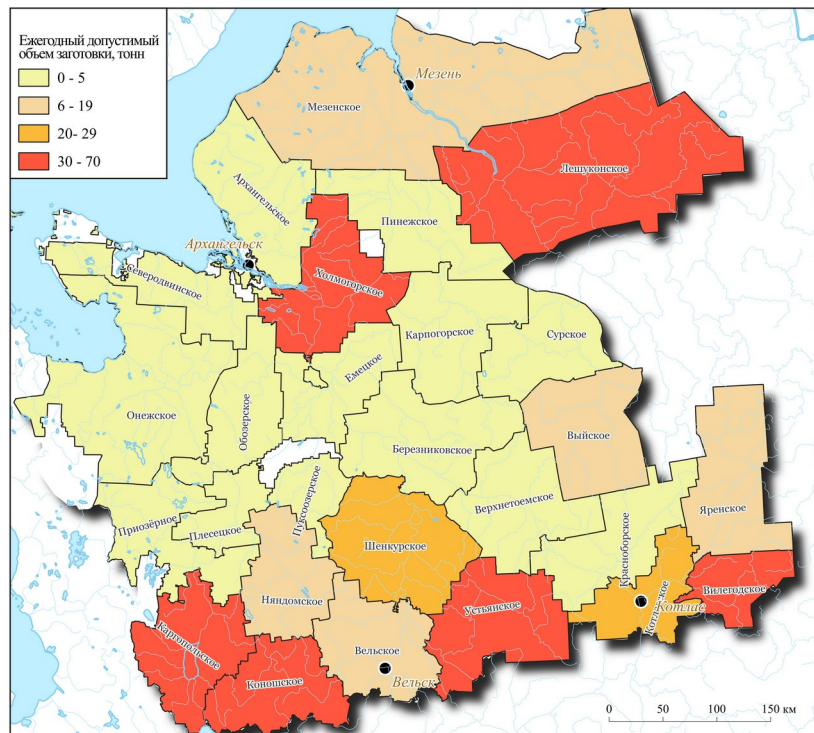 Ежегодный допустимый
объем заготовки, тонн
0 - 5
6 - 19
20- 29
30 - 70
Мезень
Мезенское
Лешуконское
Архангельское
Пинежское
Архангельск
Северодвинское
Холмогорское
Карпогорское
Сурское
Емецкое
Онежское
Обозерское
Березниковское
Выйское
Пуксоозерское
Верхнетоемское
Приозёрное
Плесецкое
Шенкурское
Красноборское
Яренское
Няндомское
Устьянское
Котласское
Котлас
Вилегодское
Каргопольское
Вельское
Коношское
Вельск
0 50 100 150 км